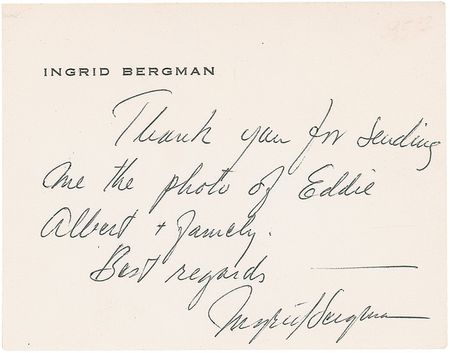 INGRID BERGMAN
Thank you for sending
me the photo of Eddie
Albert + family.
Best regards
Ingrid Bergman